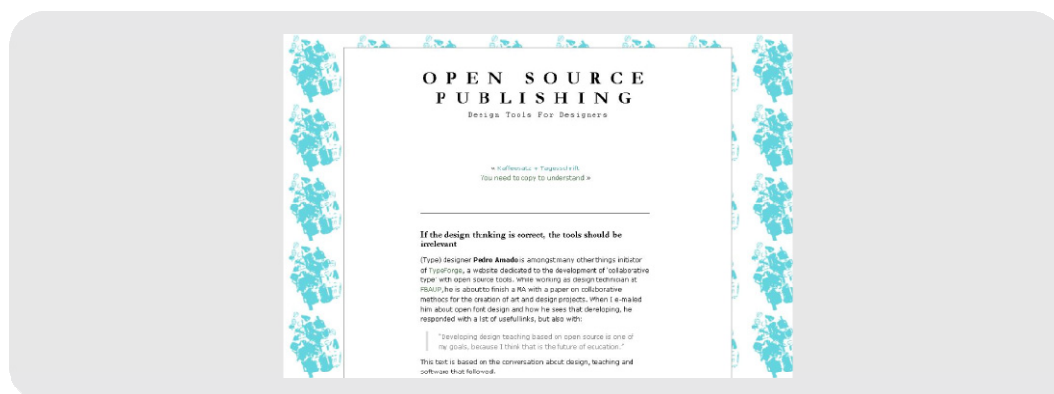 OPEN SOURCE
PUBLISHING
Design Tools For Designers
« Kaffeesatz + Tagesschrift
You need to copy to understand »
If the design thinking is correct, the tools should be
irrelevant
(Type) designer Pedro Amado is amongst many other things initiator
of TypeForge, a website dedicated to the development of 'collaborative
type' with open source tools. While working as design technician at
FBAUP, he is about to finish a MA with a paper on collaborative
methods for the creation of art and design projects. When I e-mailed
him about open font design and how he sees that developing, he
responded with a list of useful links, but also with:
"Developing design teaching based on open source is one of
my goals, because I think that is the future of education."
This text is based on the conversation about design, teaching and
software that followed.